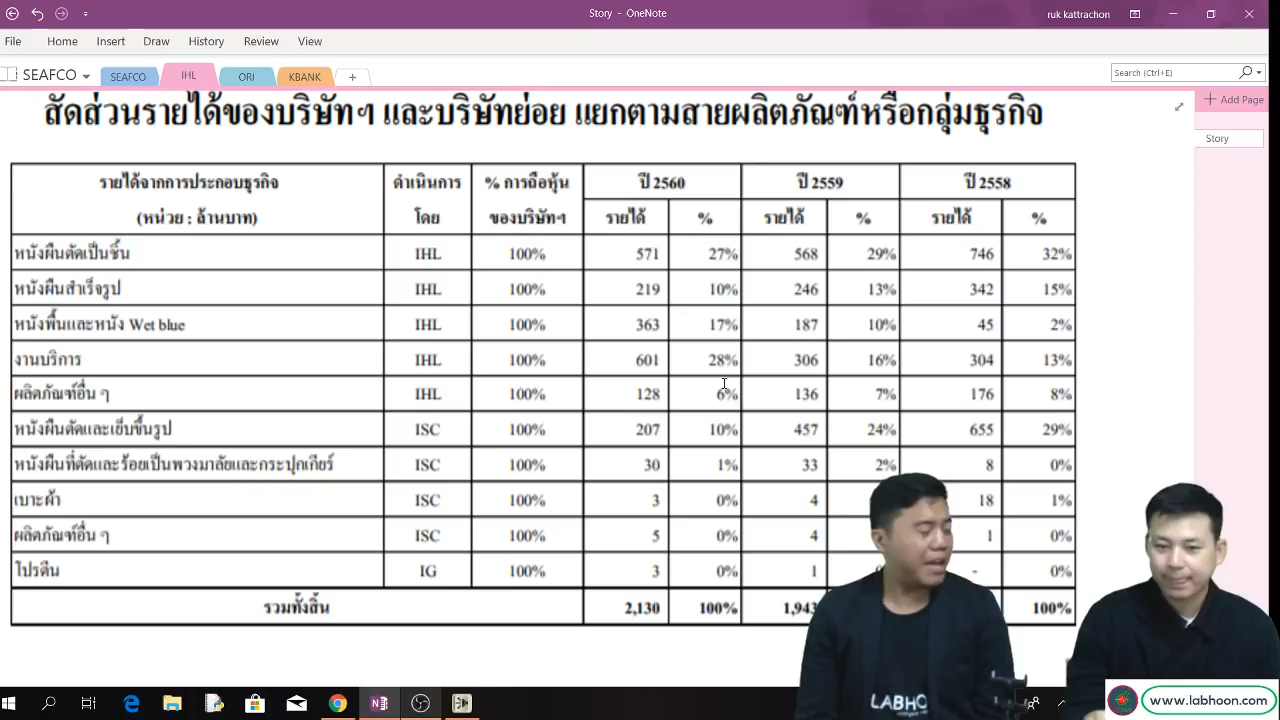 Story - OneNote
ruk kattrachon
File Home Insert Draw History Review View
SEAFCO SEAFCO IHL ORI KBANK + Search (Ctrl+E)
+ Add Page
Story
สัดส่วนรายได้ของบริษัทฯ และบริษัทย่อย แยกตามสายผลิตภัณฑ์หรือกลุ่มธุรกิจ
รายได้จากการประกอบธุรกิจ ดำเนินการ % การถือหุ้น ปี 2560 ปี 2559 ปี 2558
(หน่วย : ล้านบาท) โดย ของบริษัทฯ รายได้ % รายได้ % รายได้ %
หนังผืนตัดเป็นชิ้น IHL 100% 571 27% 568 29% 746 32%
หนังผืนสำเร็จรูป IHL 100% 219 10% 246 13% 342 15%
หนังพื้นและหนัง Wet blue IHL 100% 363 17% 187 10% 45 2%
งานบริการ IHL 100% 601 28% 306 16% 304 13%
ผลิตภัณฑ์อื่น ๆ IHL 100% 128 6% 136 7% 176 8%
หนังผืนตัดและเย็บขึ้นรูป ISC 100% 207 10% 457 24% 655 29%
หนังผืนที่ตัดและร้อยเป็นพวงมาลัยและกระปุกเกียร์ ISC 100% 30 1% 33 2% 8 0%
เบาะผ้า ISC 100% 3 0% 4 18 1%
ผลิตภัณฑ์อื่น ๆ ISC 100% 5 0% 4 1 0%
โปรตีน IG 100% 3 0% 1 - 0%
รวมทั้งสิ้น 2,130 100% 1,943 100%
LABHOON
www.labhoon.com